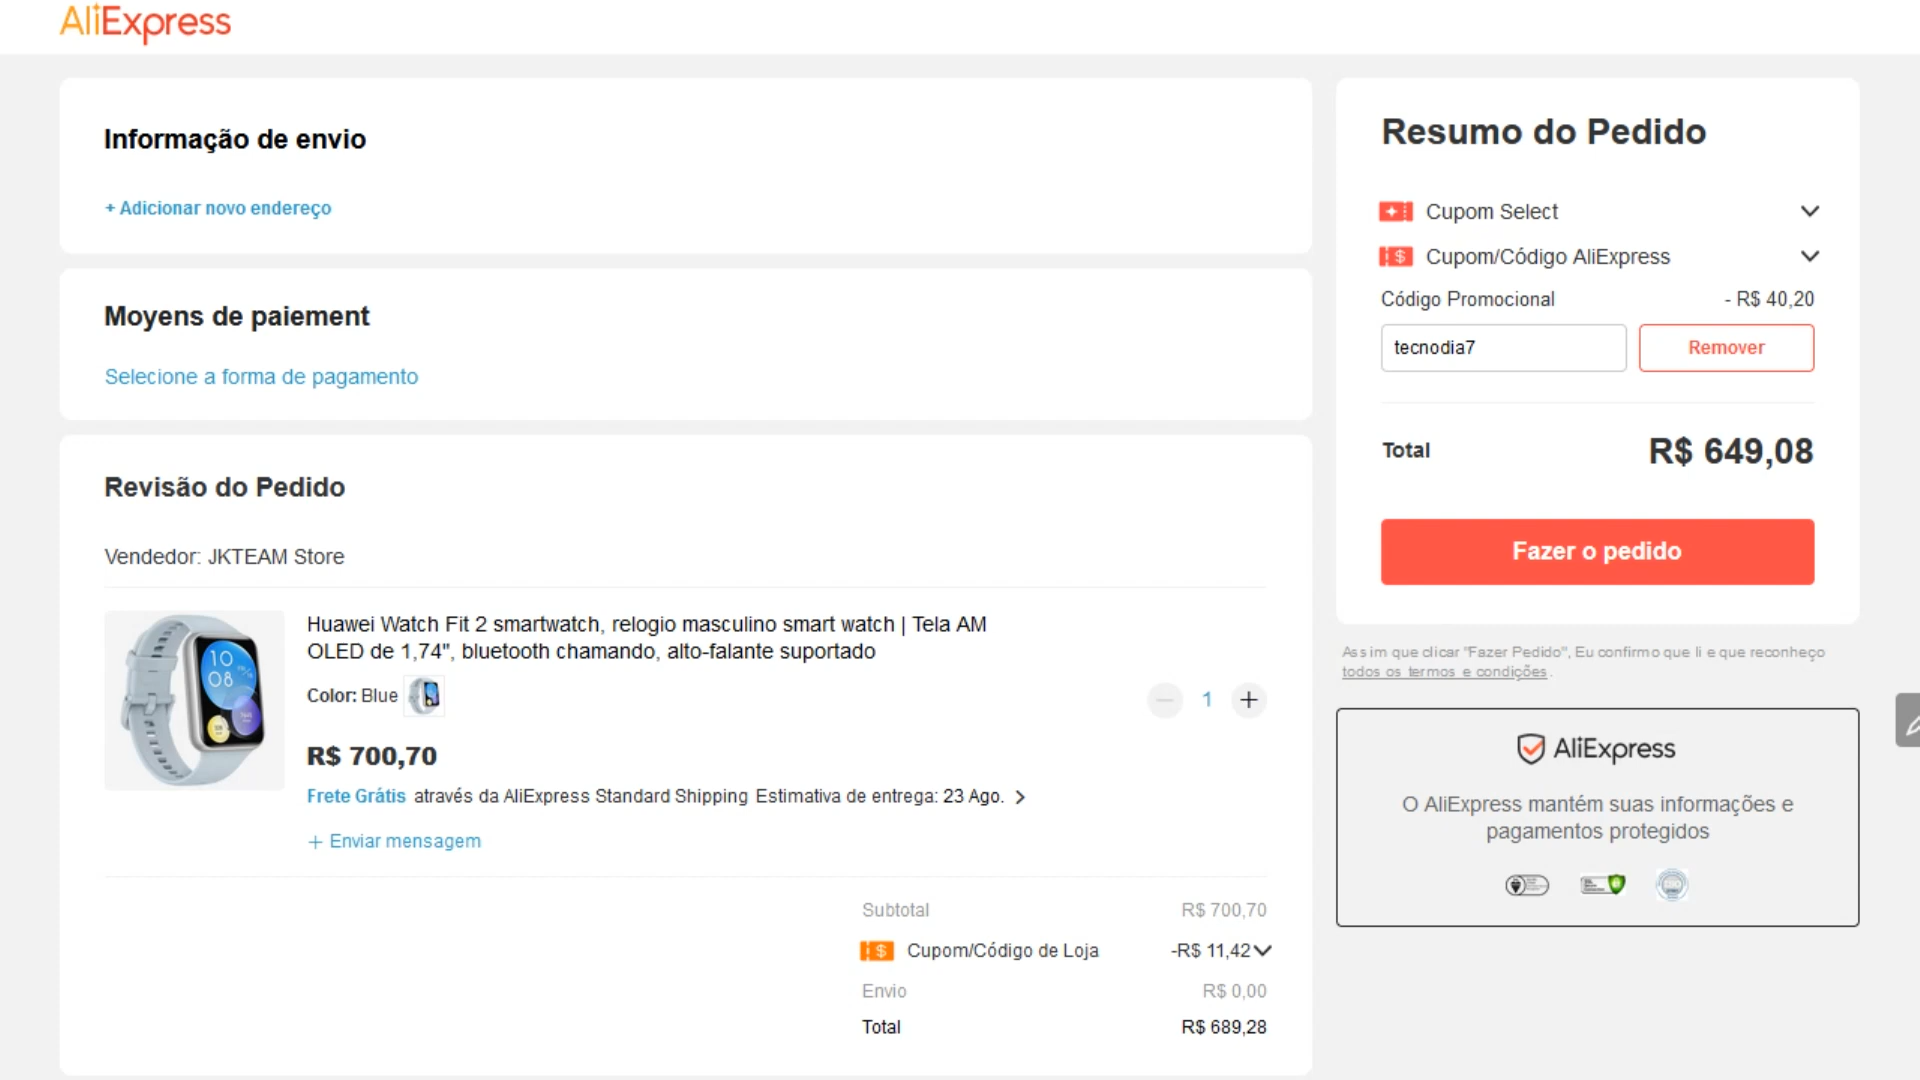 AliExpress
Informação de envio
+ Adicionar novo endereço
Moyens de paiement
Selecione a forma de pagamento
Revisão do Pedido
Vendedor: JKTEAM Store
Huawei Watch Fit 2 smartwatch, relogio masculino smart watch | Tela AM
OLED de 1,74", bluetooth chamando, alto-falante suportado
Color: Blue
1
10
08
R$ 700,70
Frete Grátis através da AliExpress Standard Shipping Estimativa de entrega: 23 Ago.
+ Enviar mensagem
Subtotal R$ 700,70
Cupom/Código de Loja -R$ 11,42
Envio R$ 0,00
Total R$ 689,28
Resumo do Pedido
Cupom Select
Cupom/Código AliExpress
Código Promocional - R$ 40,20
tecnodia7 Remover
Total R$ 649,08
Fazer o pedido
Assim que clicar "Fazer Pedido", Eu confirmo que li e que reconheço
todos os termos e condições.
AliExpress
O AliExpress mantém suas informações e
pagamentos protegidos